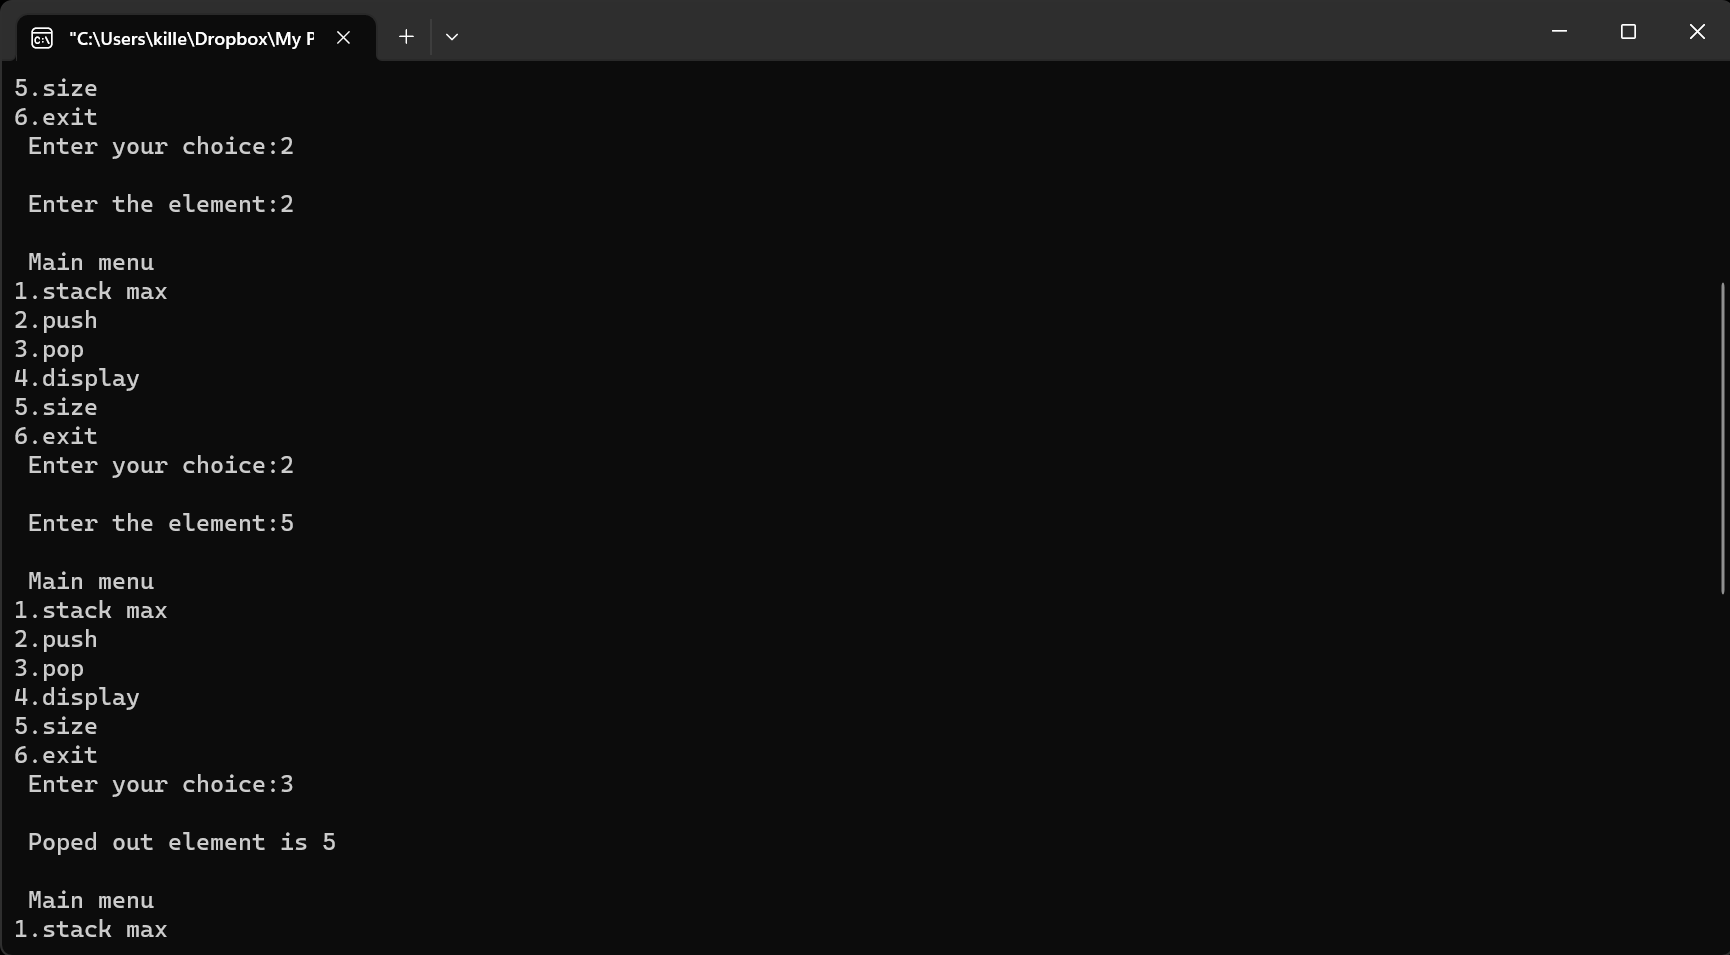 "C:\Users\kille\Dropbox\My P
5.size
6.exit
Enter your choice:2
Enter the element:2
Main menu
1.stack max
2.push
3.pop
4.display
5.size
6.exit
Enter your choice:2
Enter the element:5
Main menu
1.stack max
2.push
3.pop
4.display
5.size
6.exit
Enter your choice:3
Poped out element is 5
Main menu
1.stack max